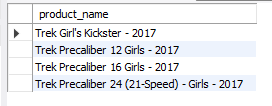 product_name
Trek Girl's Kickster - 2017
Trek Precaliber 12 Girls - 2017
Trek Precaliber 16 Girls - 2017
Trek Precaliber 24 (21-Speed) - Girls - 2017